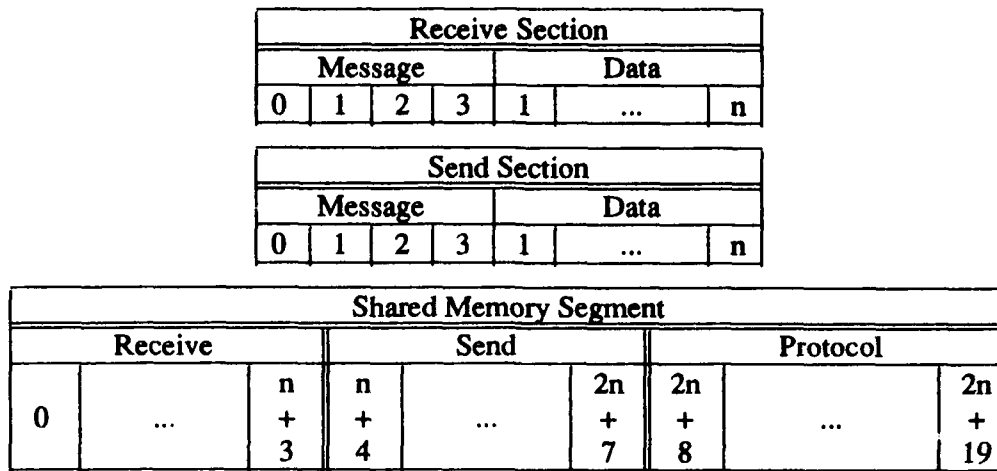 Receive Section
Message Data
0 1 2 3 1 ... n
Send Section
Message Data
0 1 2 3 1 ... n
Shared Memory Segment
Receive Send Protocol
n n 2n 2n 2n
0 ... + + ... + + ... +
3 4 7 8 19